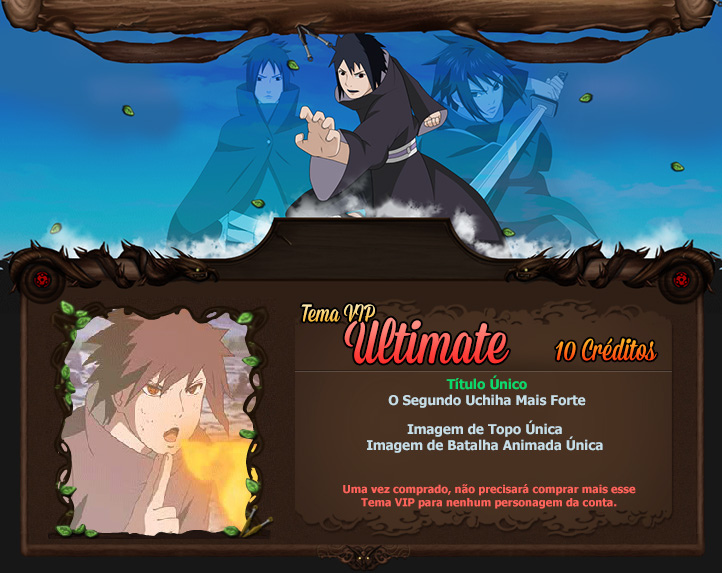 Tema VIP
Ultimate
10 Créditos
Título Único
O Segundo Uchiha Mais Forte
Imagem de Topo Única
Imagem de Batalha Animada Única
Uma vez comprado, não precisará comprar mais esse
Tema VIP para nenhum personagem da conta.